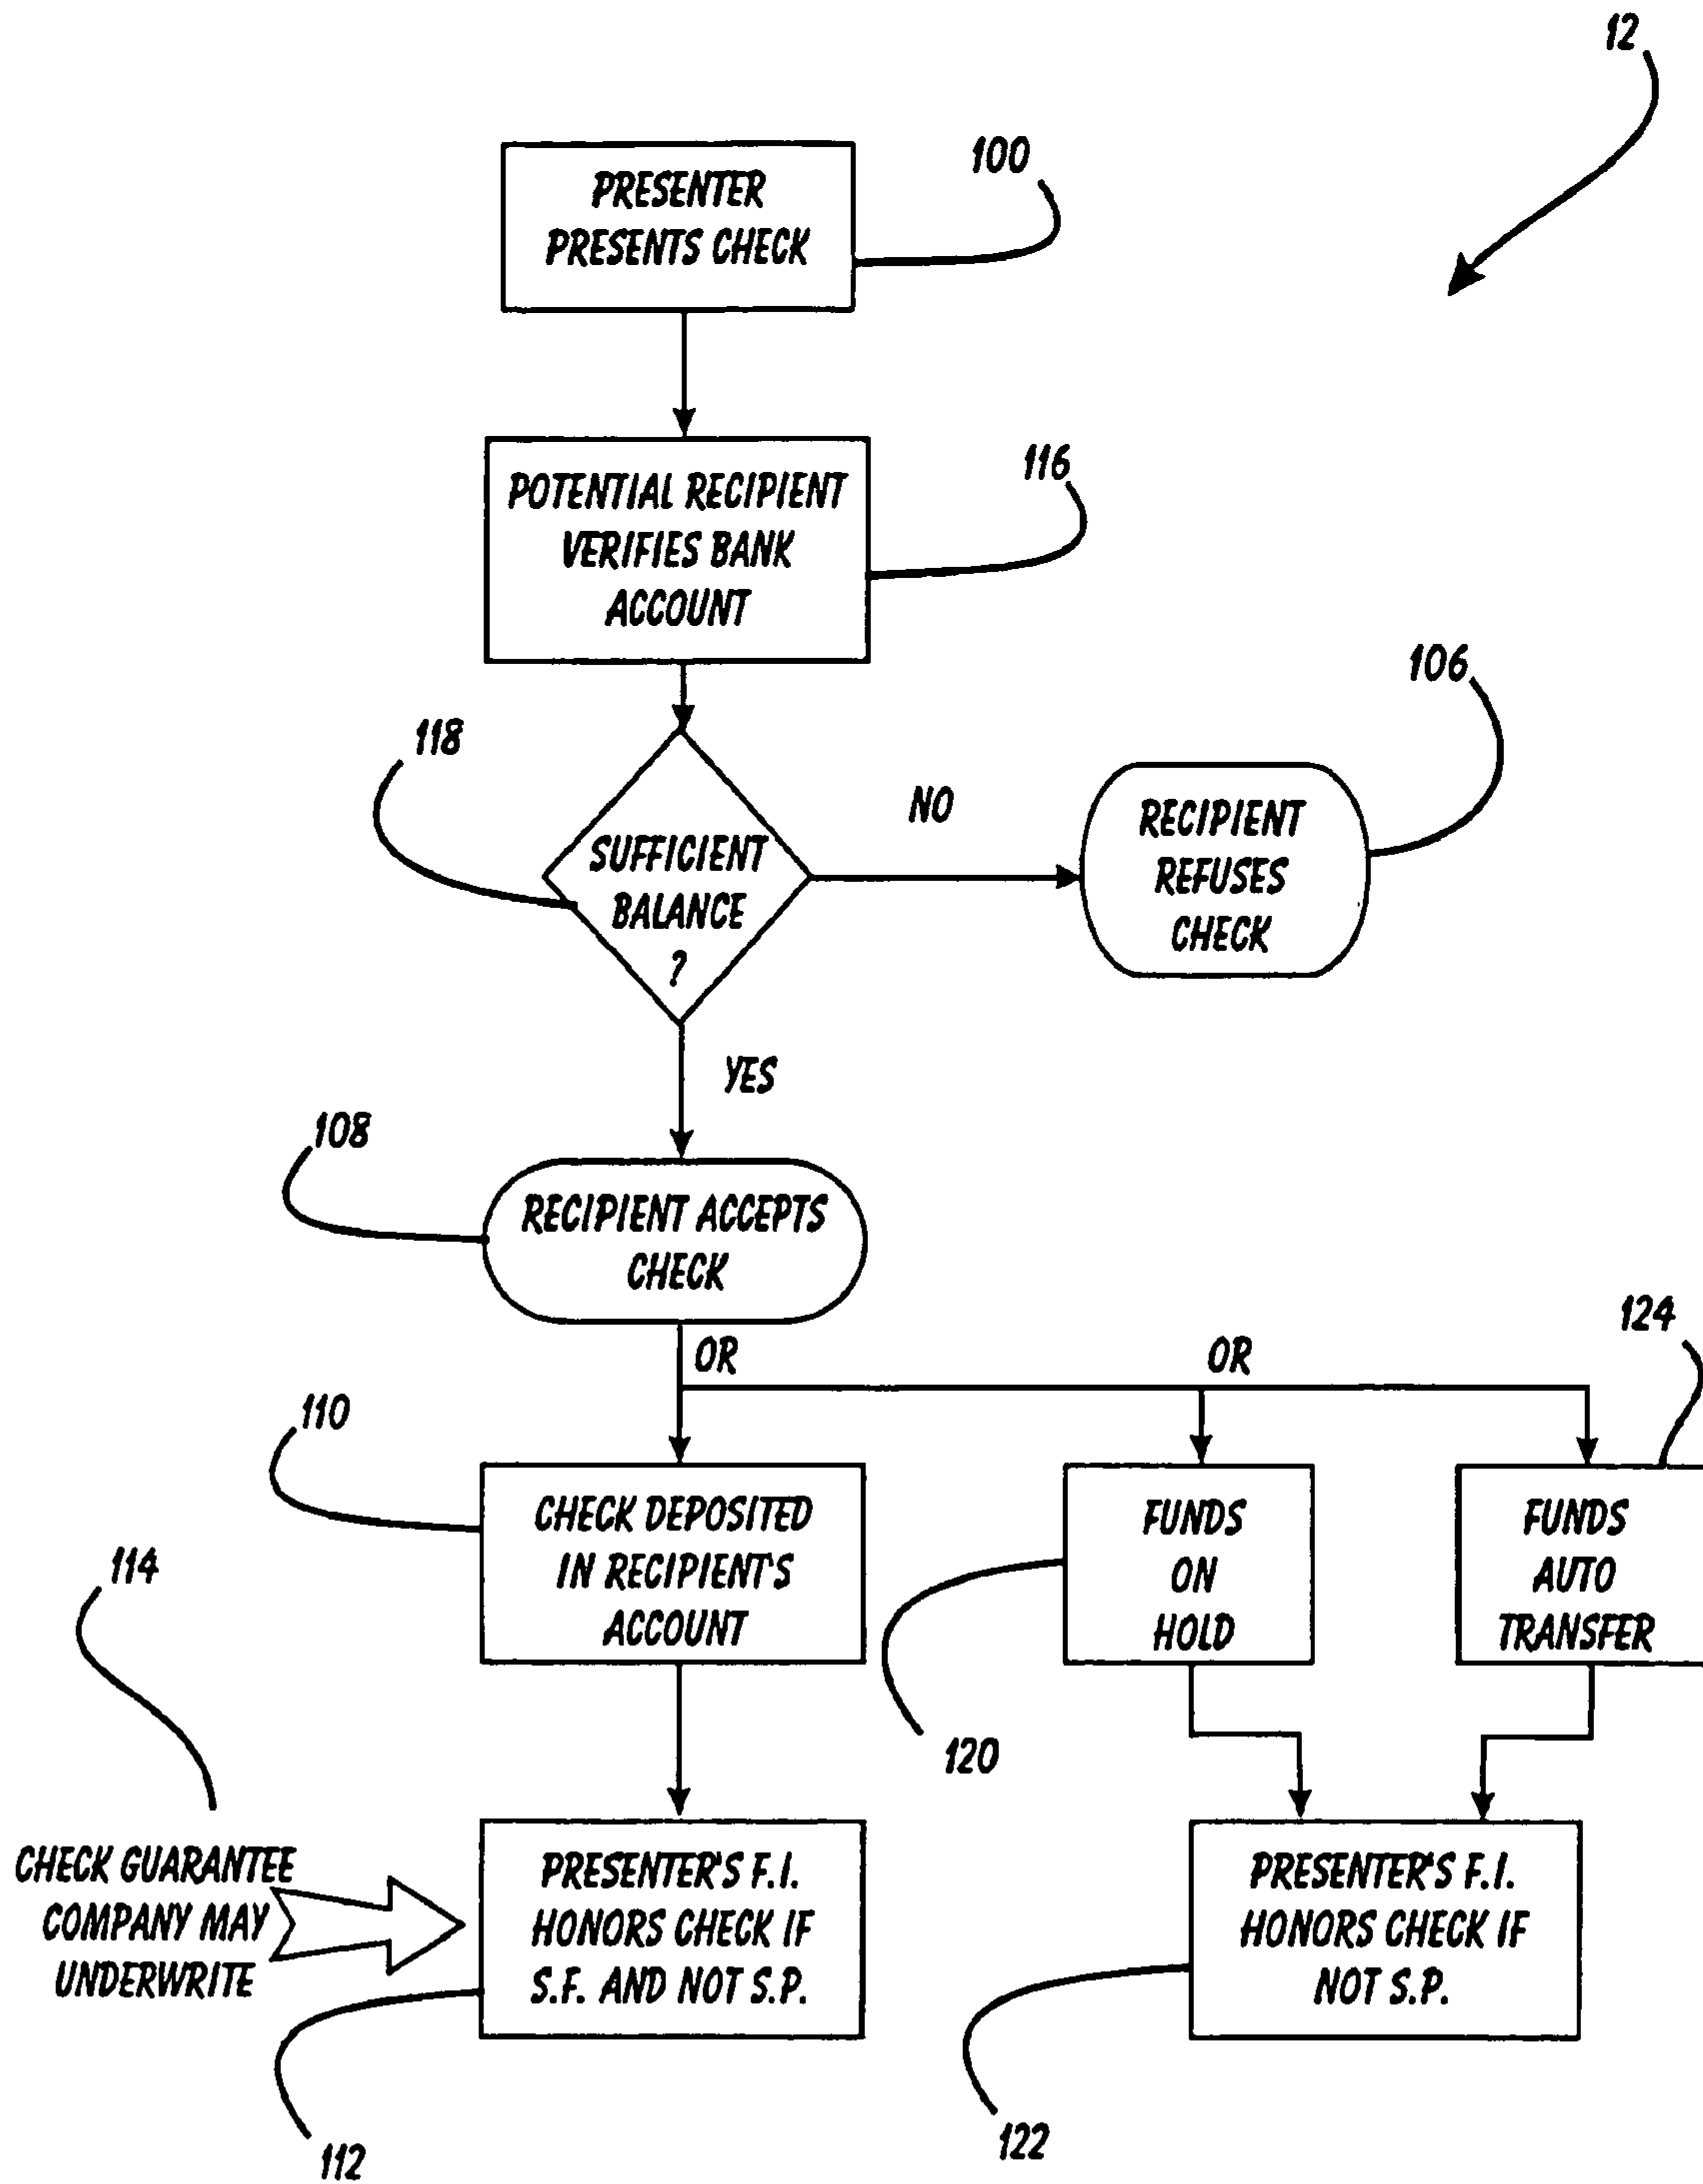 12
100
PRESENTER
PRESENTS CHECK
116
POTENTIAL RECIPIENT
VERIFIES BANK
ACCOUNT
106
118
NO
SUFFICIENT
BALANCE
?
RECIPIENT
REFUSES
CHECK
YES
108
RECIPIENT ACCEPTS
CHECK
124
OR
OR
110
CHECK DEPOSITED
IN RECIPIENT'S
ACCOUNT
FUNDS
ON
HOLD
FUNDS
AUTO
TRANSFER
114
120
CHECK GUARANTEE
COMPANY MAY
UNDERWRITE
PRESENTER'S F.I.
HONORS CHECK IF
S.F. AND NOT S.P.
PRESENTER'S F.I.
HONORS CHECK IF
NOT S.P.
112
122